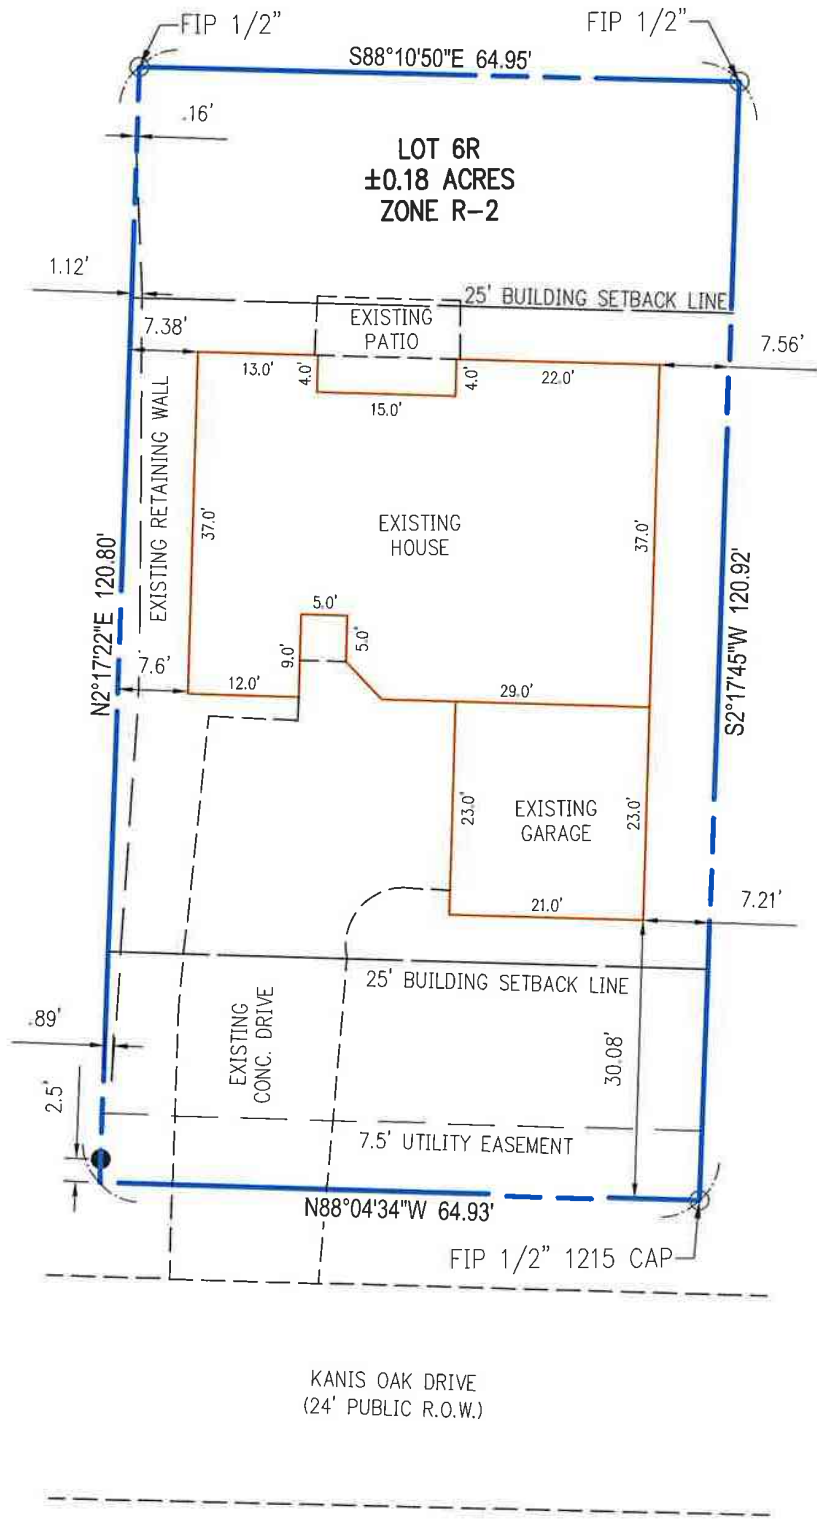 FIP 1/2"
FIP 1/2"
S88°10'50"E 64.95'
.16'
LOT 6R
±0.18 ACRES
ZONE R-2
1.12'
25' BUILDING SETBACK LINE
EXISTING
PATIO
7.38'
7.56'
13.0'
4.0'
4.0'
22.0'
15.0'
EXISTING RETAINING WALL
37.0'
EXISTING
HOUSE
37.0'
N2°17'22"E 120.80'
S2°17'45"W 120.92'
5.0'
5.0'
9.0'
7.6'
12.0'
29.0'
23.0'
EXISTING
GARAGE
23.0'
21.0'
7.21'
25' BUILDING SETBACK LINE
EXISTING
CONC. DRIVE
.89'
30.08'
2.5'
7.5' UTILITY EASEMENT
N88°04'34"W 64.93'
FIP 1/2" 1215 CAP
KANIS OAK DRIVE
(24' PUBLIC R.O.W.)